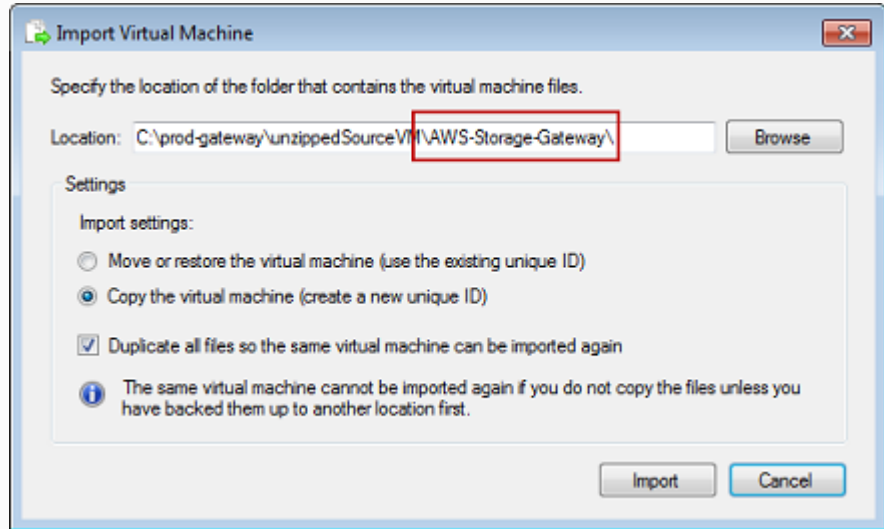 Import Virtual Machine
Specify the location of the folder that contains the virtual machine files.
Location: C:\prod-gateway\unzippedSourceVM\AWS-Storage-Gateway\ Browse
Settings
Import settings:
Move or restore the virtual machine (use the existing unique ID)
Copy the virtual machine (create a new unique ID)
Duplicate all files so the same virtual machine can be imported again
The same virtual machine cannot be imported again if you do not copy the files unless you
have backed them up to another location first.
Import Cancel